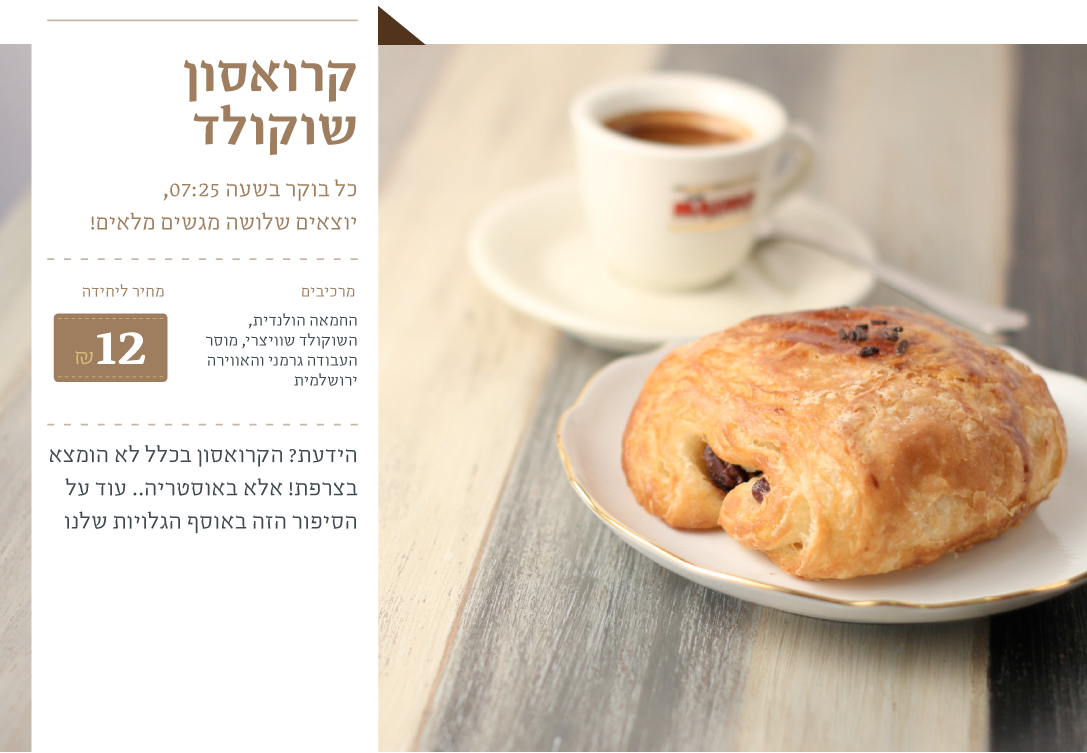 קרואסון
שוקולד
כל בוקר בשעה 07:25,
יוצאים שלושה מגשים מלאים!
מרכיבים
החמאה הולנדית,
השוקולד שוויצרי, מוסר
העבודה גרמני והאווירה
ירושלמית
מחיר ליחידה
12 ₪
הידעת? הקרואסון בכלל לא הומצא
בצרפת! אלא באוסטריה.. עוד על
הסיפור הזה באוסף הגלויות שלנו